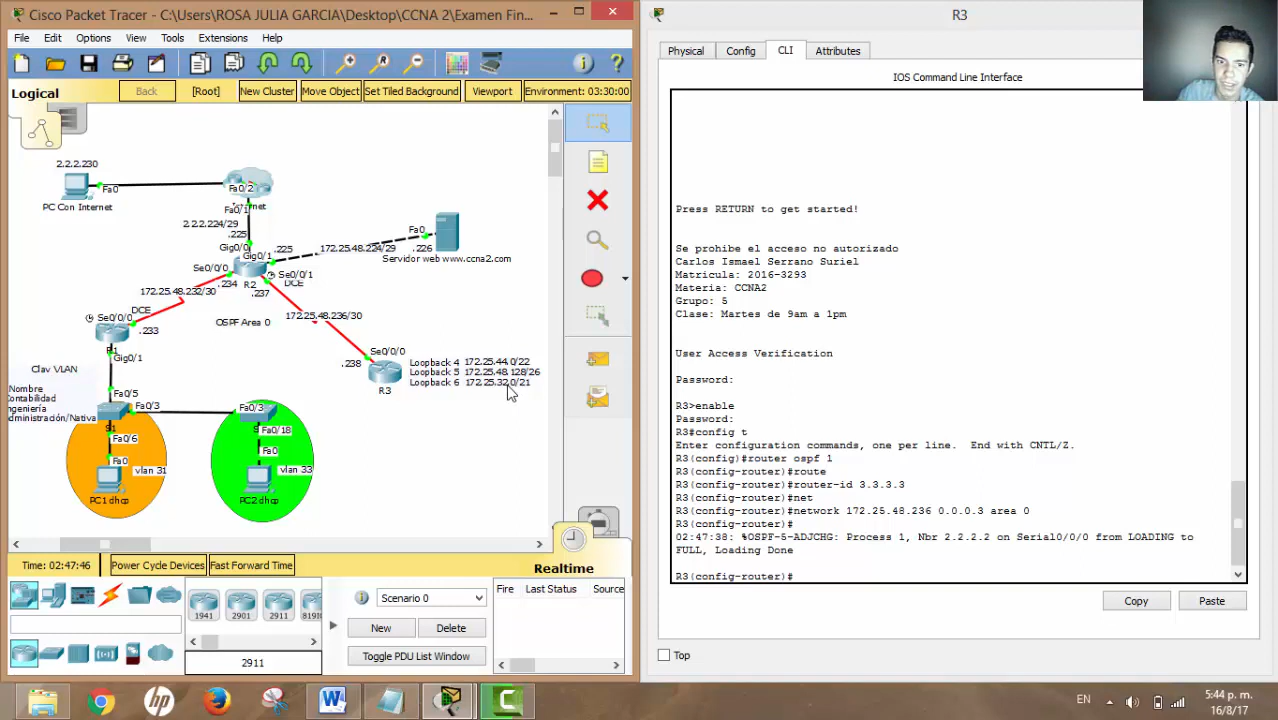 Cisco Packet Tracer - C:\Users\ROSA JULIA GARCIA\Desktop\CCNA 2\Examen Fin...
File Edit Options View Tools Extensions Help
Logical Back [Root] New Cluster Move Object Set Tiled Background Viewport Environment: 03:30:00
2.2.2.230
Fa0
PC Con Internet
Fa0/2
Fa0/1
2.2.2.224/29
.225
Gig0/0
Fa0
.225
172.25.48.224/29
.226
Servidor web www.ccna2.com
Gig0/1
Se0/0/0
R2
Se0/0/1
DCE
.234
.237
172.25.48.232/30
DCE
Se0/0/0
.233
OSPF Area 0
172.25.48.236/30
Gig0/1
Se0/0/0
.238
R3
Loopback 4 172.25.44.0/22
Loopback 5 172.25.48.128/26
Loopback 6 172.25.32.0/21
Clav VLAN
Nombre
Fa0/5
Fa0/3
Fa0/3
Fa0/6
Fa0/18
Fa0
Fa0
vlan 31
vlan 33
PC1 dhcp
PC2 dhcp
Time: 02:47:46 Power Cycle Devices Fast Forward Time
Realtime
1941 2901 2911
2911
Scenario 0
New Delete
Toggle PDU List Window
Fire Last Status Source
R3
Physical Config CLI Attributes
IOS Command Line Interface
Press RETURN to get started!
Se prohibe el acceso no autorizado
Carlos Ismael Serrano Suriel
Matricula: 2016-3293
Materia: CCNA2
Grupo: 5
Clase: Martes de 9am a 1pm
User Access Verification
Password:
R3>enable
Password:
R3#config t
Enter configuration commands, one per line.  End with CNTL/Z.
R3(config)#router ospf 1
R3(config-router)#route
R3(config-router)#router-id 3.3.3.3
R3(config-router)#net
R3(config-router)#network 172.25.48.236 0.0.0.3 area 0
R3(config-router)#
02:47:38: %OSPF-5-ADJCHG: Process 1, Nbr 2.2.2.2 on Serial0/0/0 from LOADING to
FULL, Loading Done
R3(config-router)#
Copy Paste
Top
EN 5:44 p. m.
16/8/17